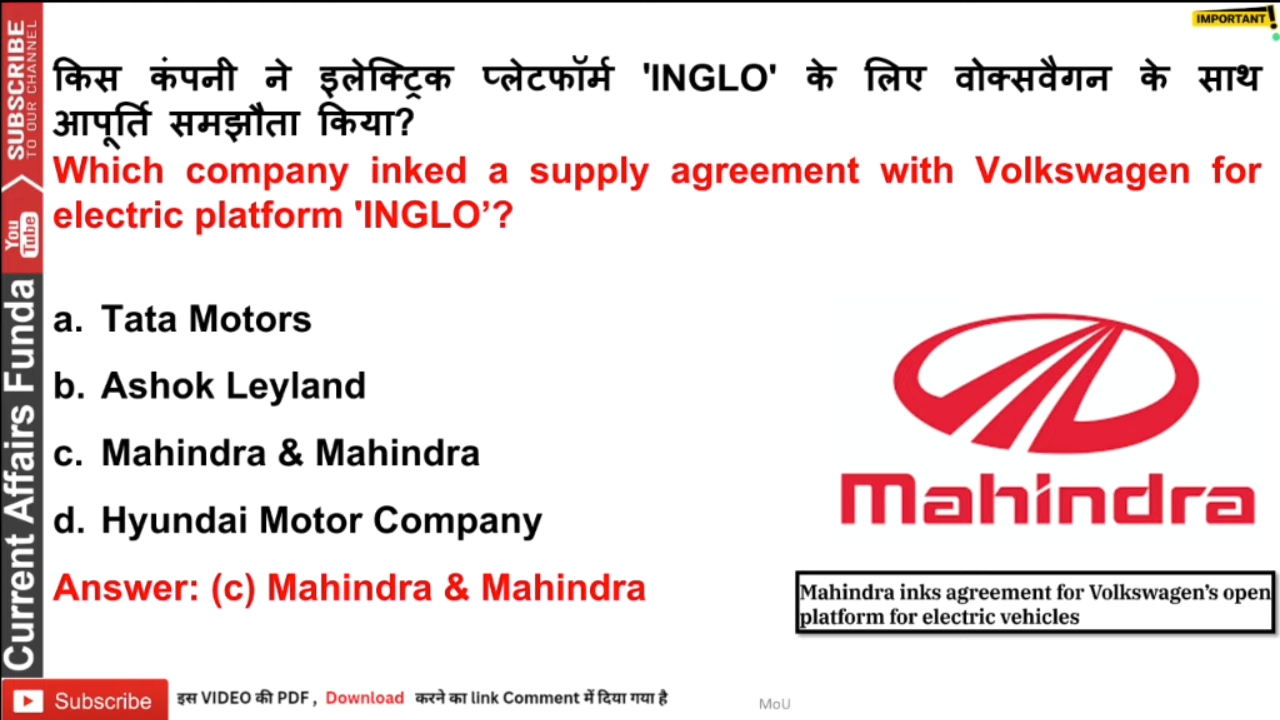 IMPORTANT!
किस कंपनी ने इलेक्ट्रिक प्लेटफॉर्म 'INGLO' के लिए वोक्सवैगन के साथ
आपूर्ति समझौता किया?
Which company inked a supply agreement with Volkswagen for
electric platform 'INGLO’?
a. Tata Motors
b. Ashok Leyland
c. Mahindra & Mahindra
d. Hyundai Motor Company
Answer: (c) Mahindra & Mahindra
Mahindra
Mahindra inks agreement for Volkswagen’s open
platform for electric vehicles
SUBSCRIBE
TO OUR CHANNEL
You
Tube
Current Affairs Funda
Subscribe
इस VIDEO की PDF , Download करने का link Comment में दिया गया है
MoU